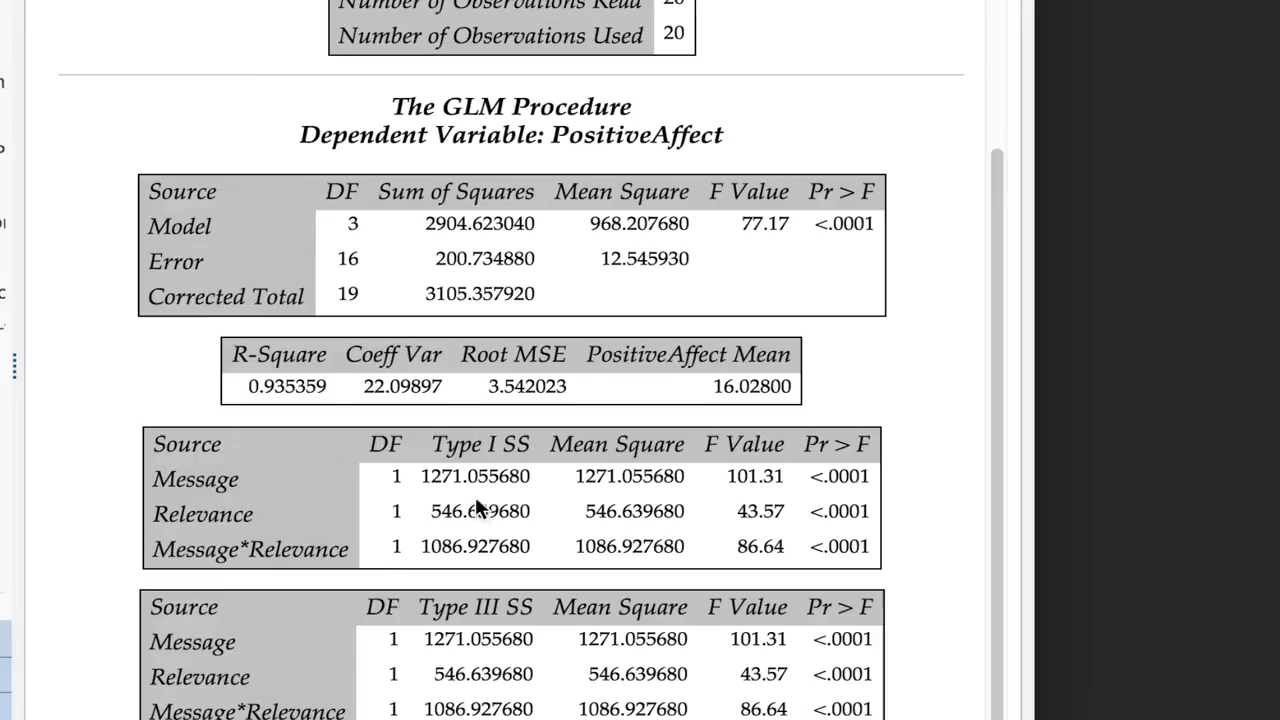 Number of Observations Read 20
Number of Observations Used 20
The GLM Procedure
Dependent Variable: PositiveAffect
Source DF Sum of Squares Mean Square F Value Pr > F
Model 3 2904.623040 968.207680 77.17 <.0001
Error 16 200.734880 12.545930
Corrected Total 19 3105.357920
R-Square Coeff Var Root MSE PositiveAffect Mean
0.935359 22.09897 3.542023 16.02800
Source DF Type I SS Mean Square F Value Pr > F
Message 1 1271.055680 1271.055680 101.31 <.0001
Relevance 1 546.639680 546.639680 43.57 <.0001
Message*Relevance 1 1086.927680 1086.927680 86.64 <.0001
Source DF Type III SS Mean Square F Value Pr > F
Message 1 1271.055680 1271.055680 101.31 <.0001
Relevance 1 546.639680 546.639680 43.57 <.0001
Message*Relevance 1 1086.927680 1086.927680 86.64 <.0001